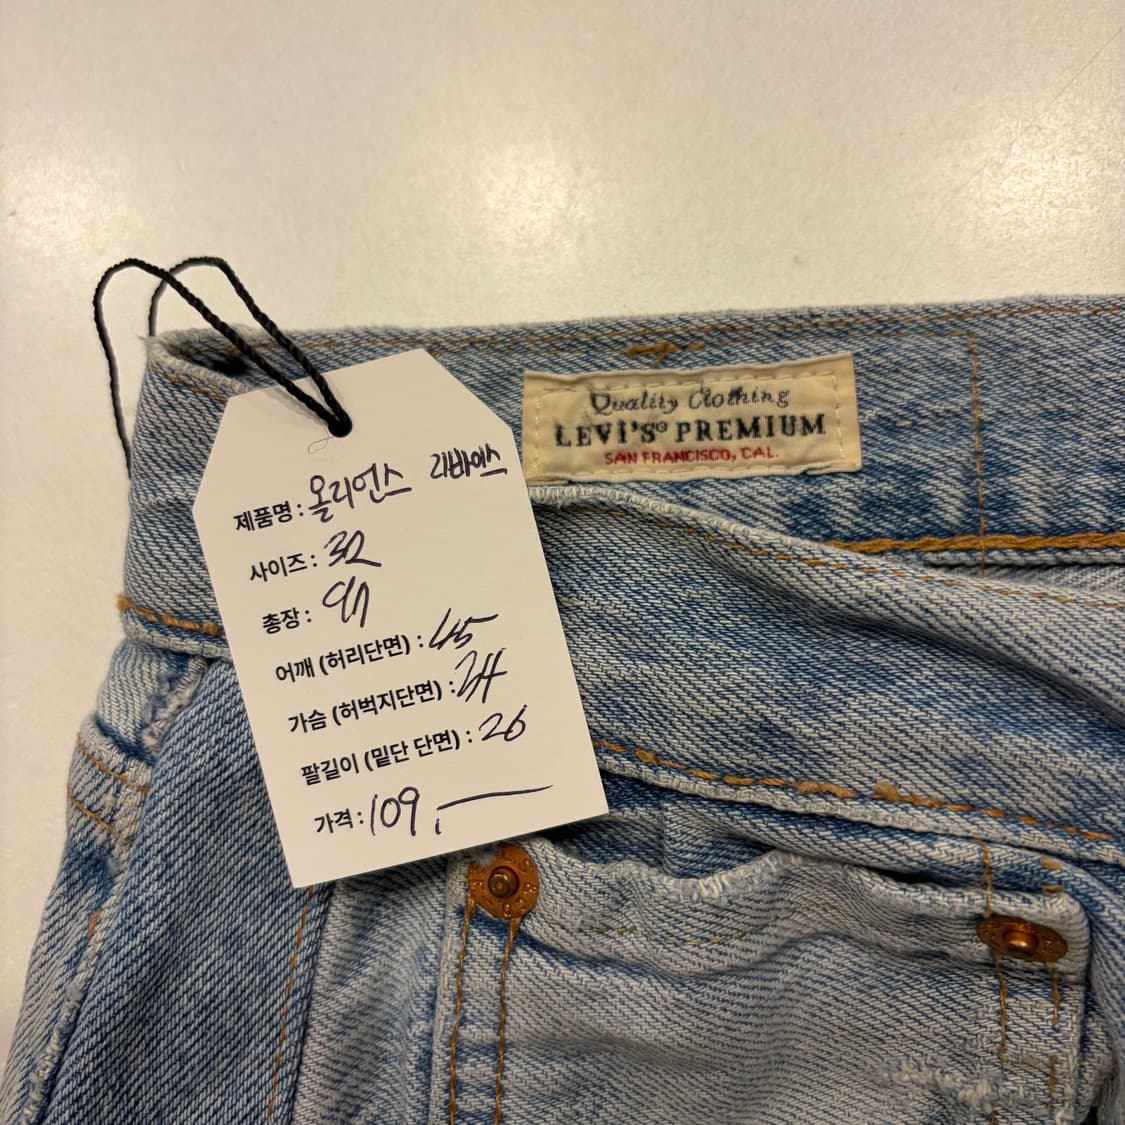 Quality Clothing
LEVI'S® PREMIUM
SAN FRANCISCO, CAL.
제품명 : 올리언스 리바이스
사이즈 : 32
총장 : 97
어깨 (허리단면) : 45
가슴 (허벅지단면) : 34
팔길이 (밑단 단면) : 26
가격 : 109,-